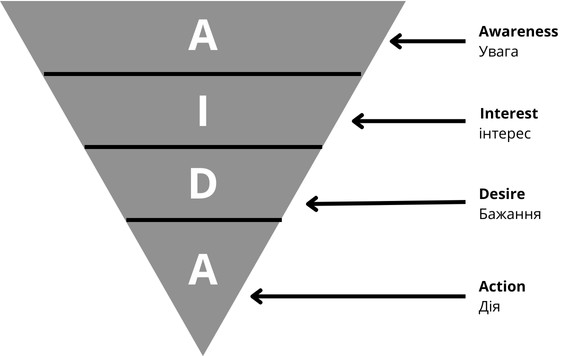 A
Awareness
Увага
I
Interest
інтерес
D
Desire
Бажання
A
Action
Дія